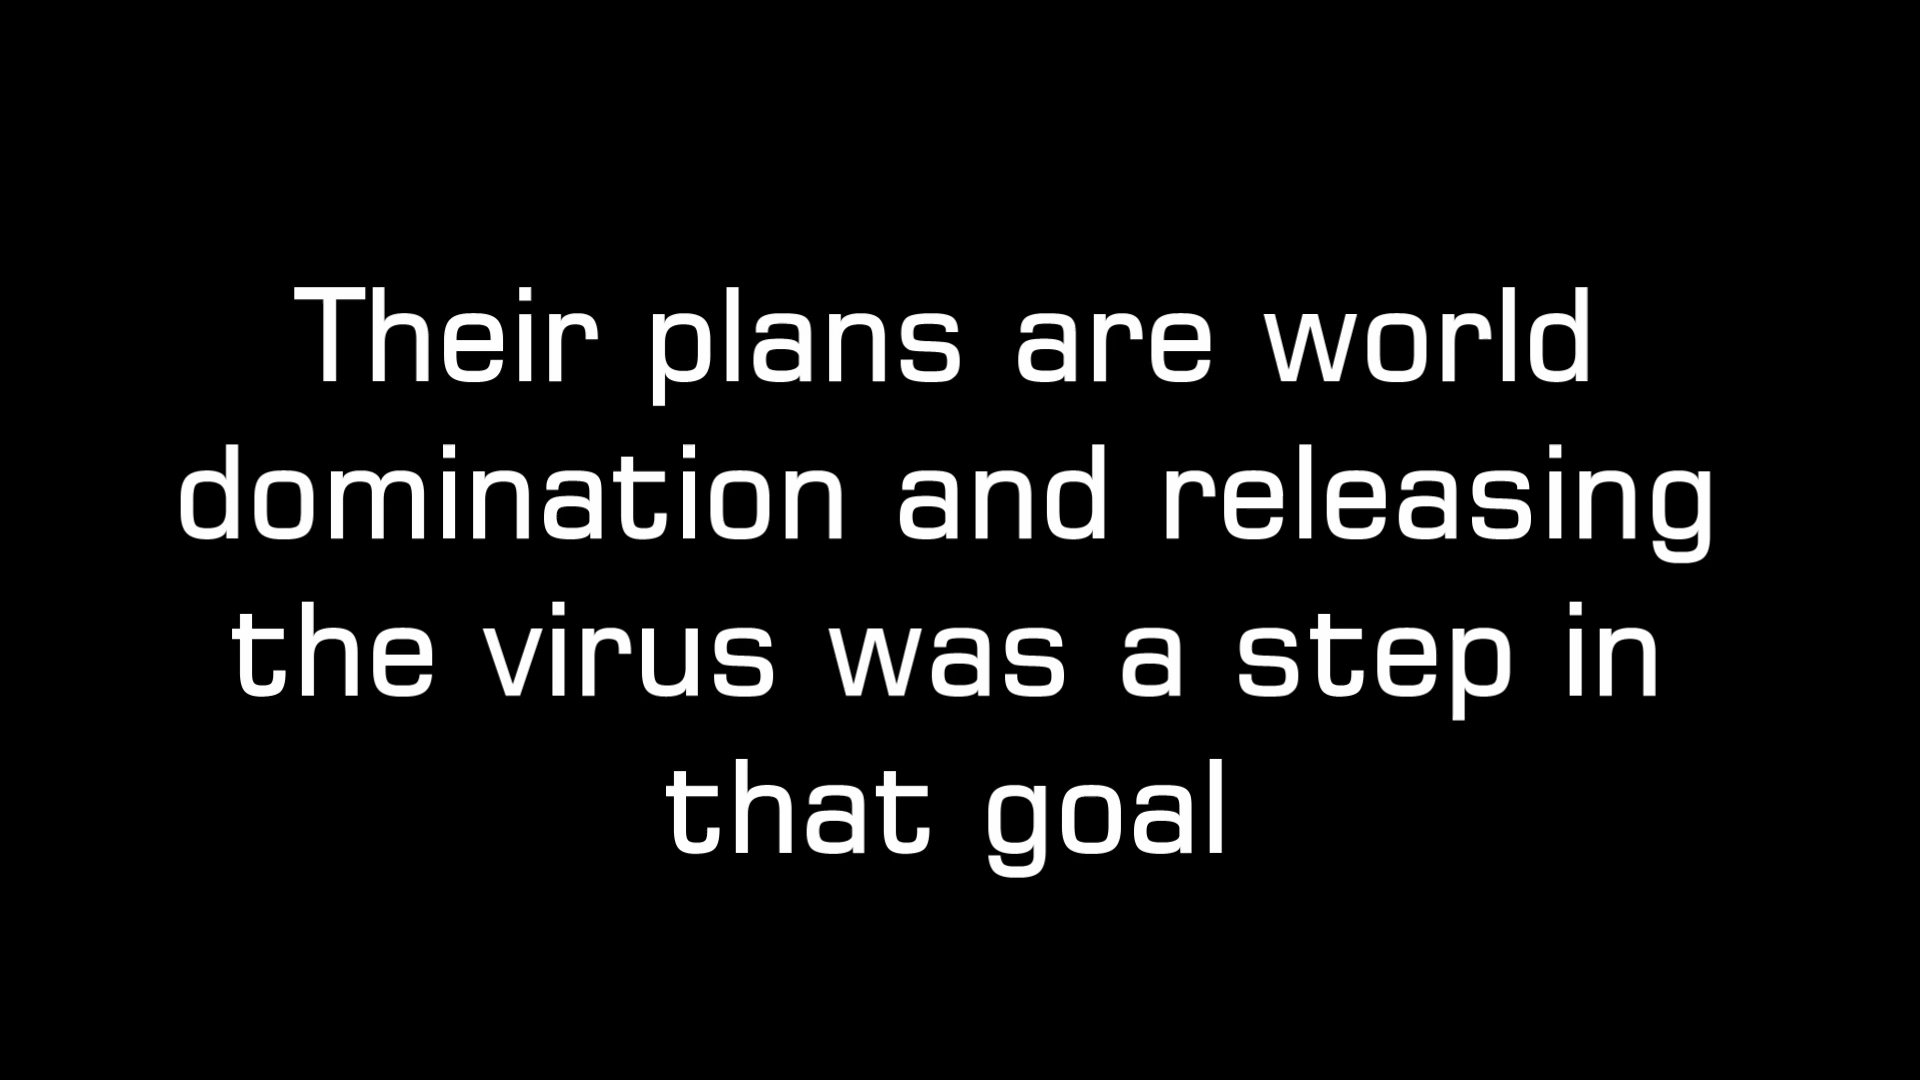 Their plans are world
domination and releasing
the virus was a step in
that goal